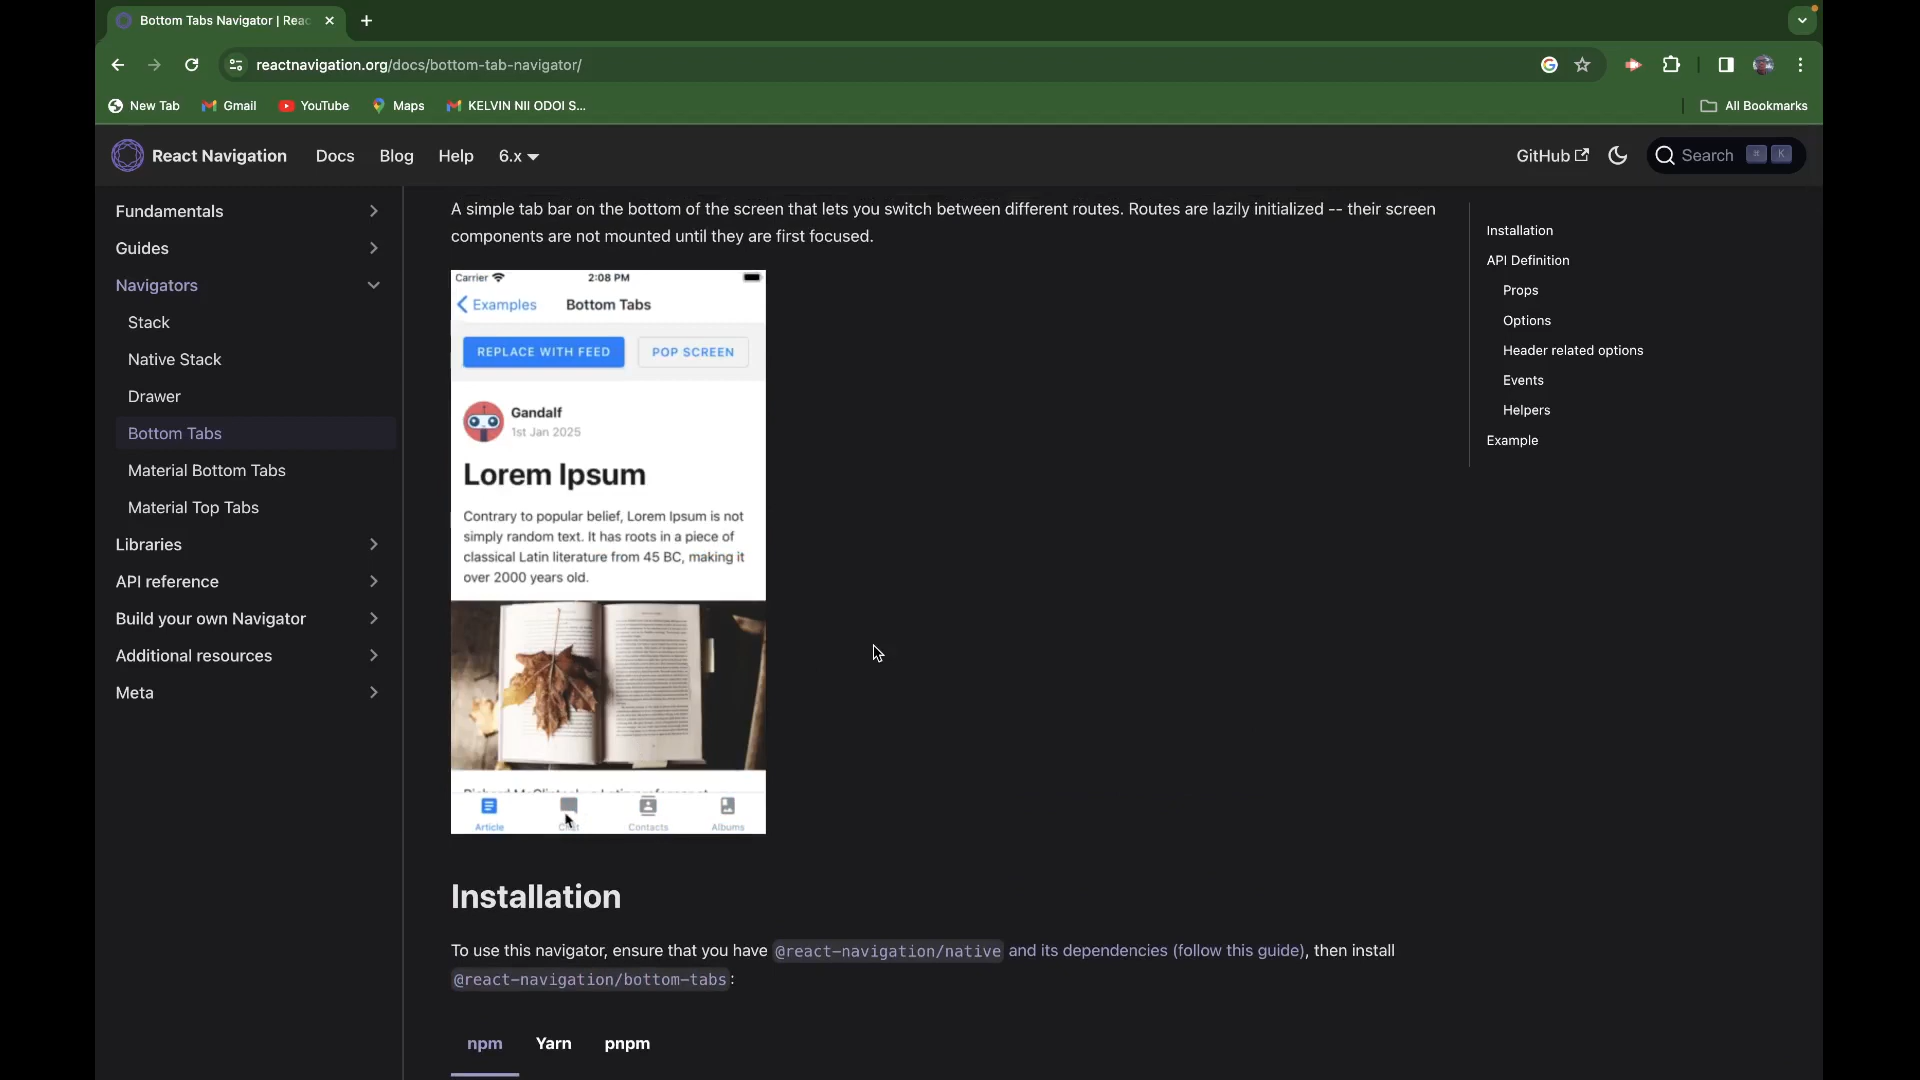 Bottom Tabs Navigator | Reac
reactnavigation.org/docs/bottom-tab-navigator/
New Tab
Gmail
YouTube
Maps
KELVIN NII ODOI S...
All Bookmarks
React Navigation
Docs
Blog
Help
6.x
GitHub
Search
⌘ K
Fundamentals
Guides
Navigators
Stack
Native Stack
Drawer
Bottom Tabs
Material Bottom Tabs
Material Top Tabs
Libraries
API reference
Build your own Navigator
Additional resources
Meta
A simple tab bar on the bottom of the screen that lets you switch between different routes. Routes are lazily initialized -- their screen
components are not mounted until they are first focused.
Carrier
2:08 PM
Examples
Bottom Tabs
REPLACE WITH FEED
POP SCREEN
Gandalf
1st Jan 2025
Lorem Ipsum
Contrary to popular belief, Lorem Ipsum is not
simply random text. It has roots in a piece of
classical Latin literature from 45 BC, making it
over 2000 years old.
Article
Contacts
Albums
Installation
To use this navigator, ensure that you have @react-navigation/native and its dependencies (follow this guide), then install
@react-navigation/bottom-tabs:
npm
Yarn
pnpm
Installation
API Definition
Props
Options
Header related options
Events
Helpers
Example